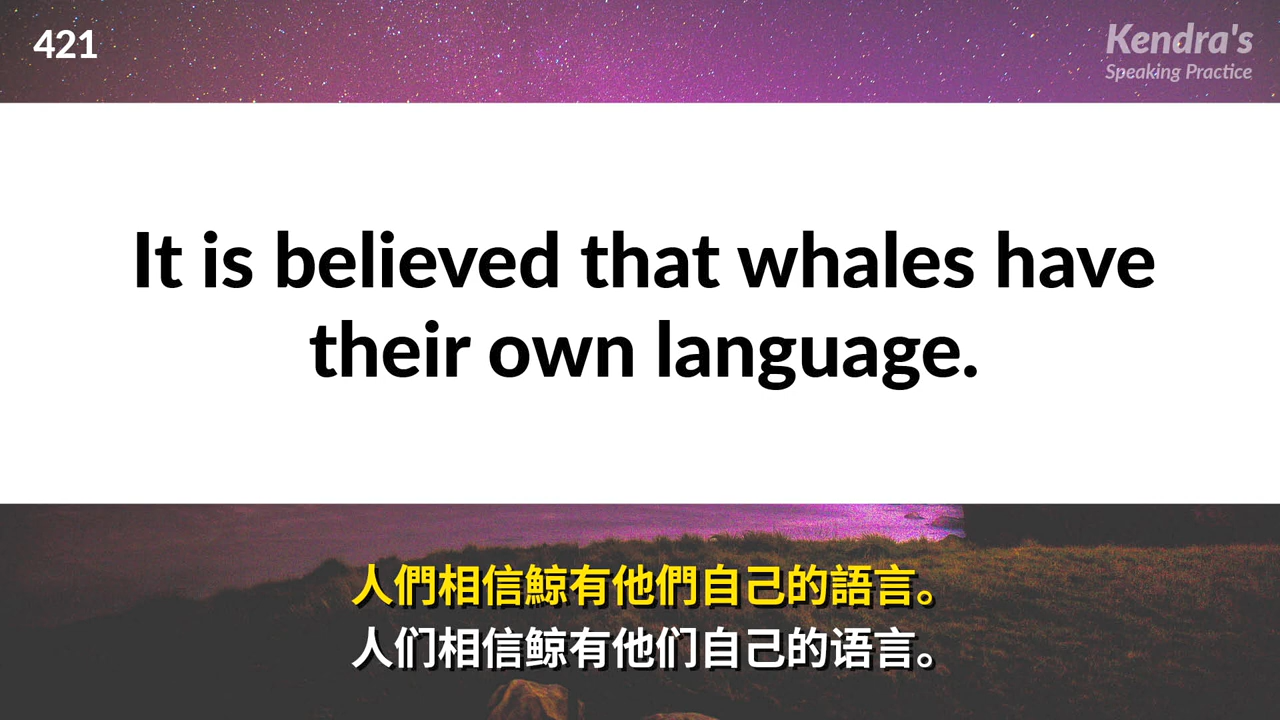 421
Kendra's
Speaking Practice
It is believed that whales have
their own language.
人們相信鯨有他們自己的語言。
人们相信鲸有他们自己的语言。